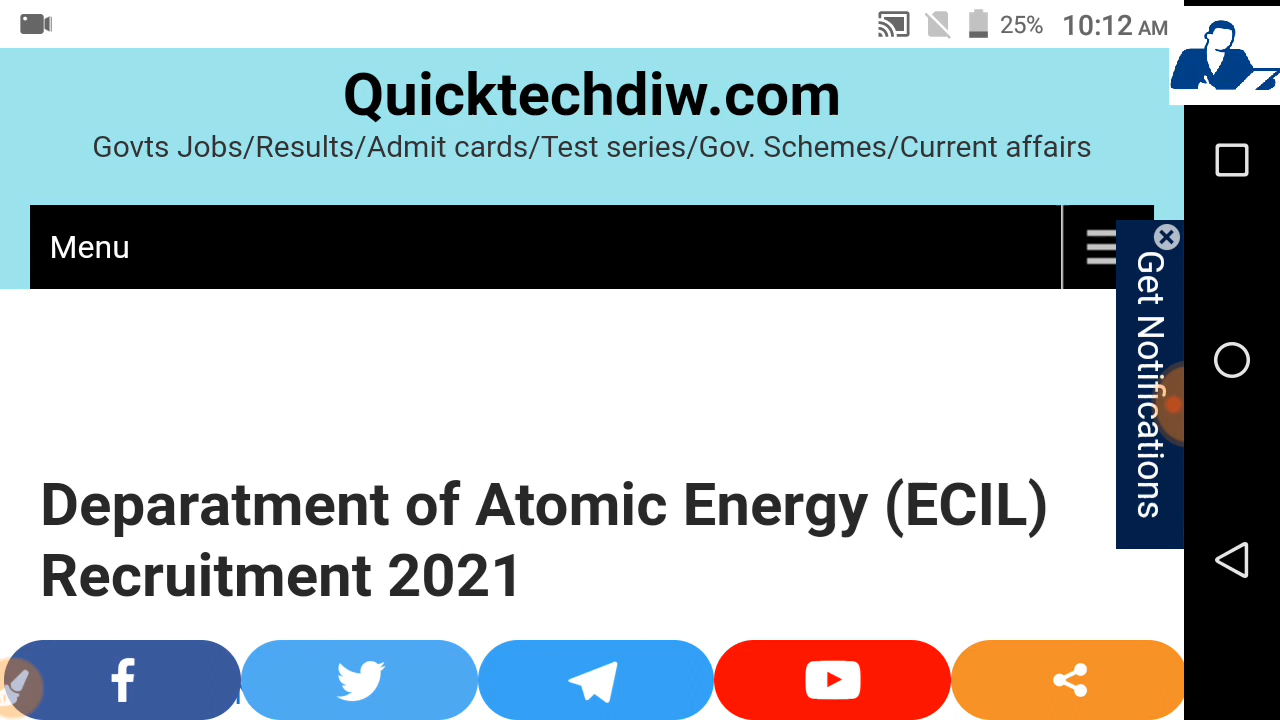 25% 10:12 AM
Quicktechdiw.com
Govts Jobs/Results/Admit cards/Test series/Gov. Schemes/Current affairs
Menu
Get Notifications
Deparatment of Atomic Energy (ECIL)
Recruitment 2021